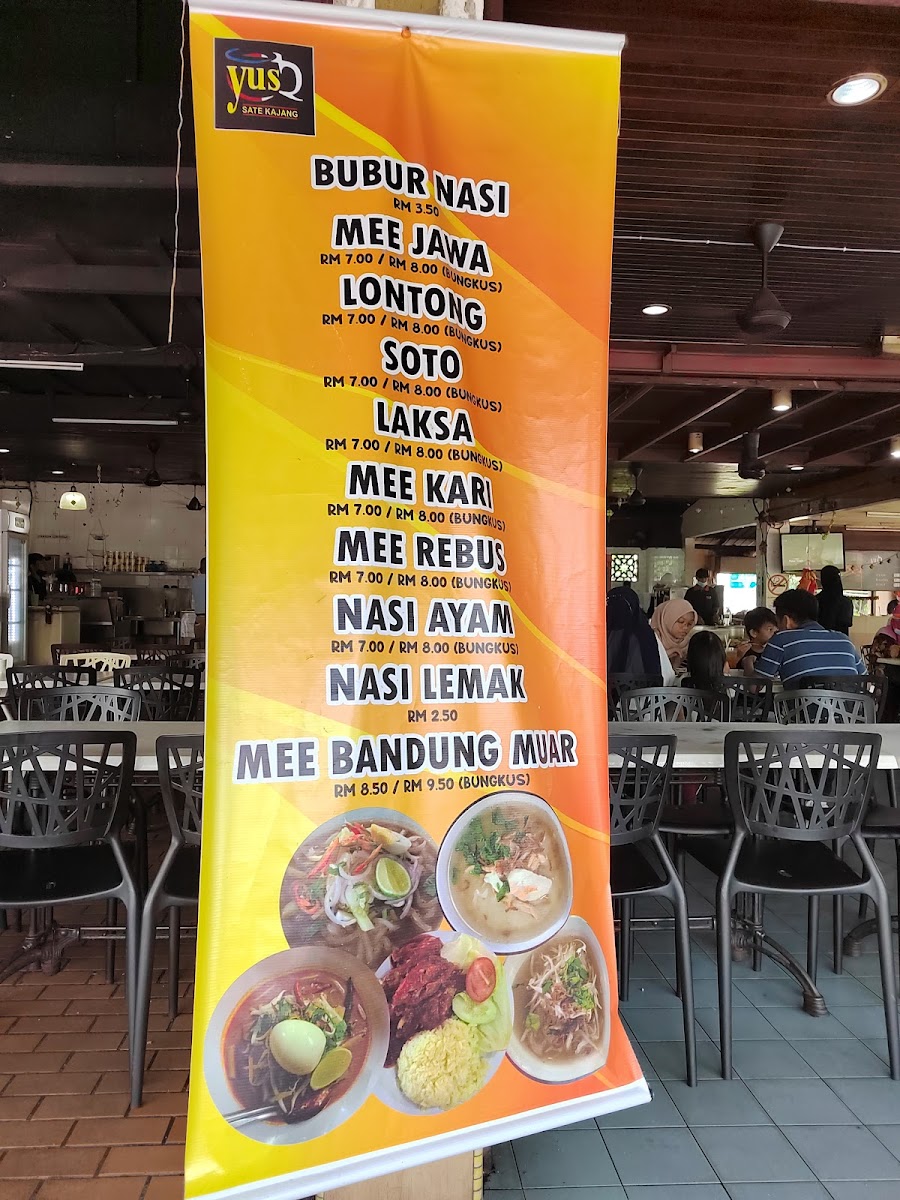 yusQ
SATE KAJANG
BUBUR NASI
RM 3.50
MEE JAWA
RM 7.00 / RM 8.00 (BUNGKUS)
LONTONG
RM 7.00 / RM 8.00 (BUNGKUS)
SOTO
RM 7.00 / RM 8.00 (BUNGKUS)
LAKSA
RM 7.00 / RM 8.00 (BUNGKUS)
MEE KARI
RM 7.00 / RM 8.00 (BUNGKUS)
MEE REBUS
RM 7.00 / RM 8.00 (BUNGKUS)
NASI AYAM
RM 7.00 / RM 8.00 (BUNGKUS)
NASI LEMAK
RM 2.50
MEE BANDUNG MUAR
RM 8.50 / RM 9.50 (BUNGKUS)